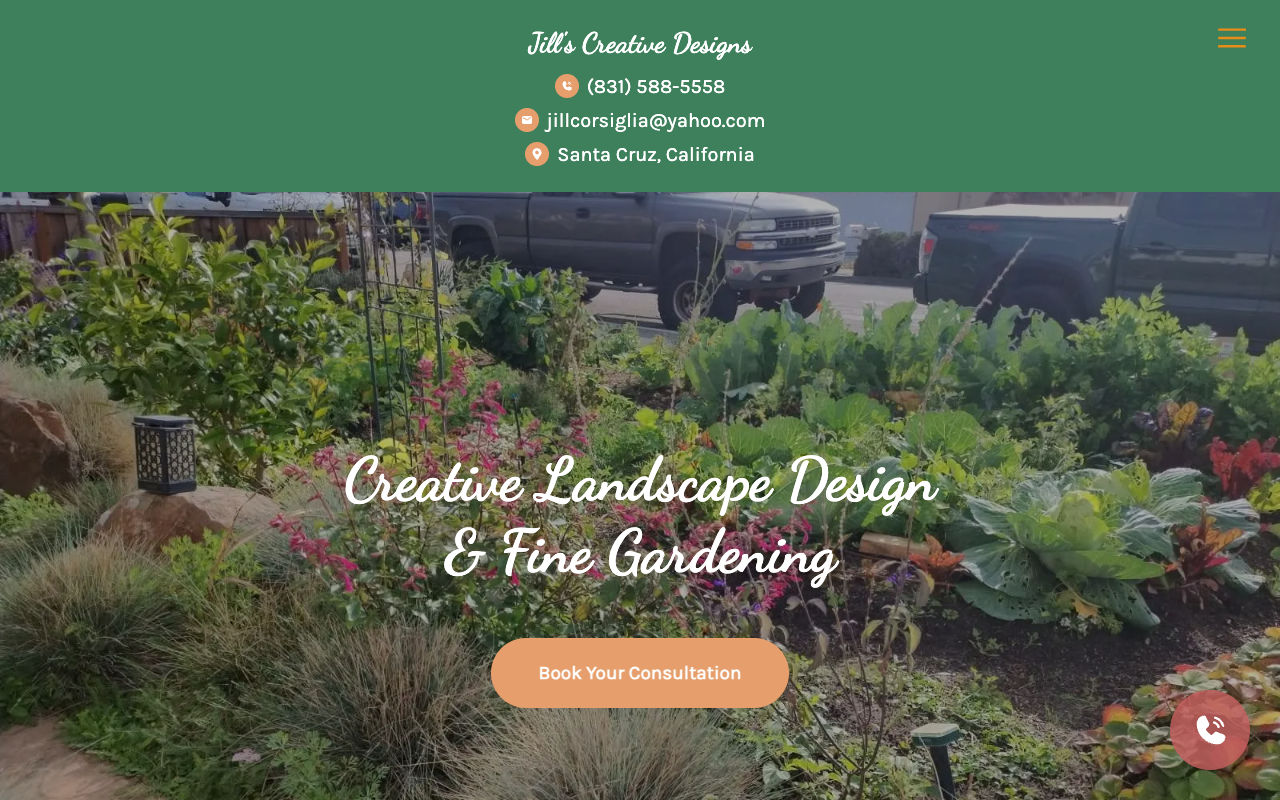 Jill's Creative Designs
(831) 588-5558
jillcorsiglia@yahoo.com
Santa Cruz, California
Creative Landscape Design
& Fine Gardening
Book Your Consultation